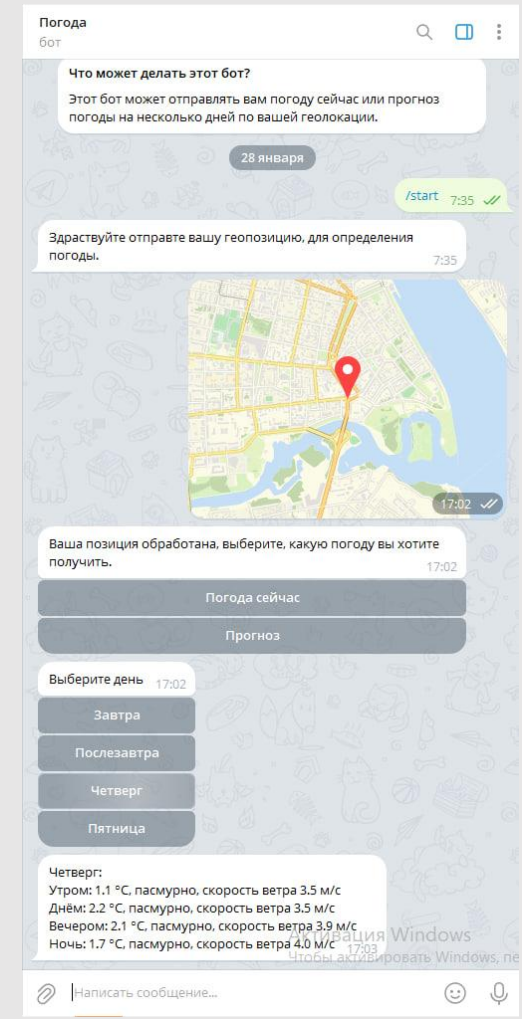 Погода
бот
Что может делать этот бот?
Этот бот может отправлять вам погоду сейчас или прогноз
погоды на несколько дней по вашей геолокации.
28 января
/start 7:35
Здраствуйте отправте вашу геопозицию, для определения
погоды.
7:35
17:02
Ваша позиция обработана, выберите, какую погоду вы хотите
получить.
17:02
Погода сейчас
Прогноз
Выберите день 17:02
Завтра
Послезавтра
Четверг
Пятница
Четверг:
Утром: 1.1 °C, пасмурно, скорость ветра 3.5 м/с
Днём: 2.2 °C, пасмурно, скорость ветра 3.5 м/с
Вечером: 2.1 °C, пасмурно, скорость ветра 3.9 м/с
Ночь: 1.7 °C, пасмурно, скорость ветра 4.0 м/с 17:03
Активация Windows
Чтобы активировать Windows, пе
Написать сообщение...